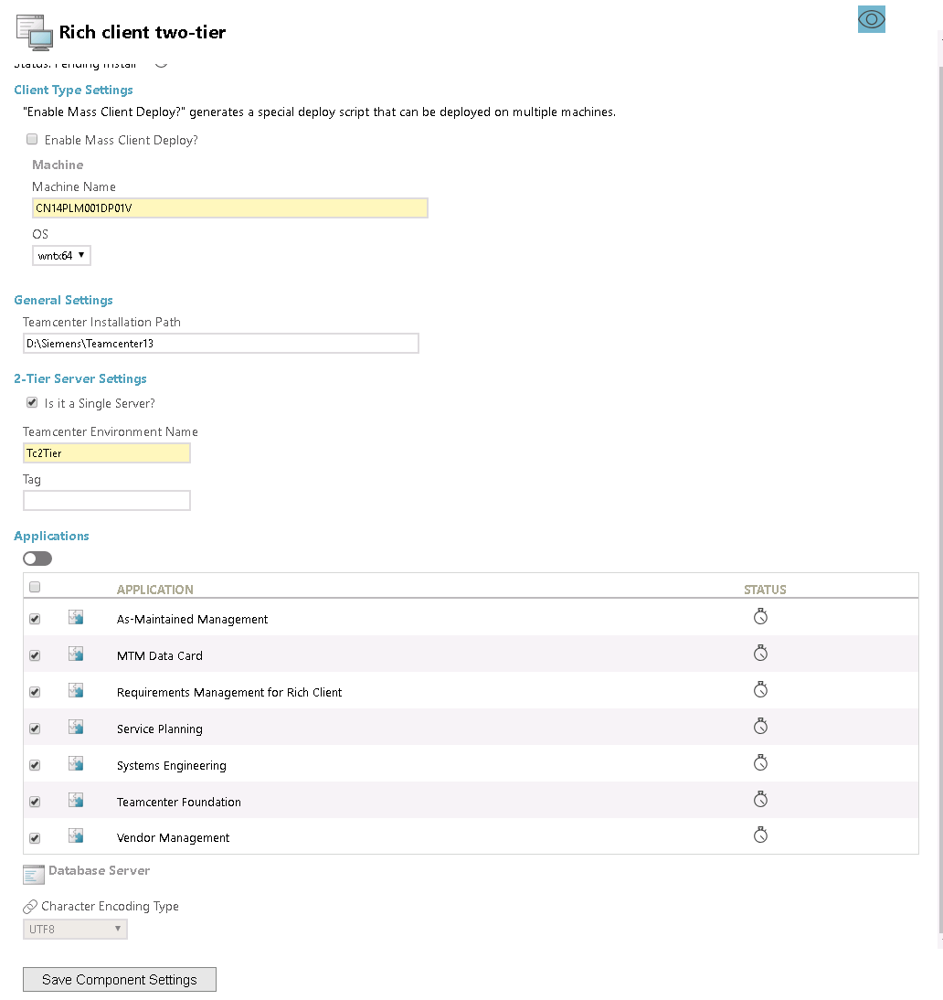 Rich client two-tier
Status: Pending Install
Client Type Settings
"Enable Mass Client Deploy?" generates a special deploy script that can be deployed on multiple machines.
Enable Mass Client Deploy?
Machine
Machine Name
CN14PLM001DP01V
OS
wntx64
General Settings
Teamcenter Installation Path
D:\Siemens\Teamcenter13
2-Tier Server Settings
Is it a Single Server?
Teamcenter Environment Name
Tc2Tier
Tag
Applications
APPLICATION STATUS
As-Maintained Management
MTM Data Card
Requirements Management for Rich Client
Service Planning
Systems Engineering
Teamcenter Foundation
Vendor Management
Database Server
Character Encoding Type
UTF8
Save Component Settings